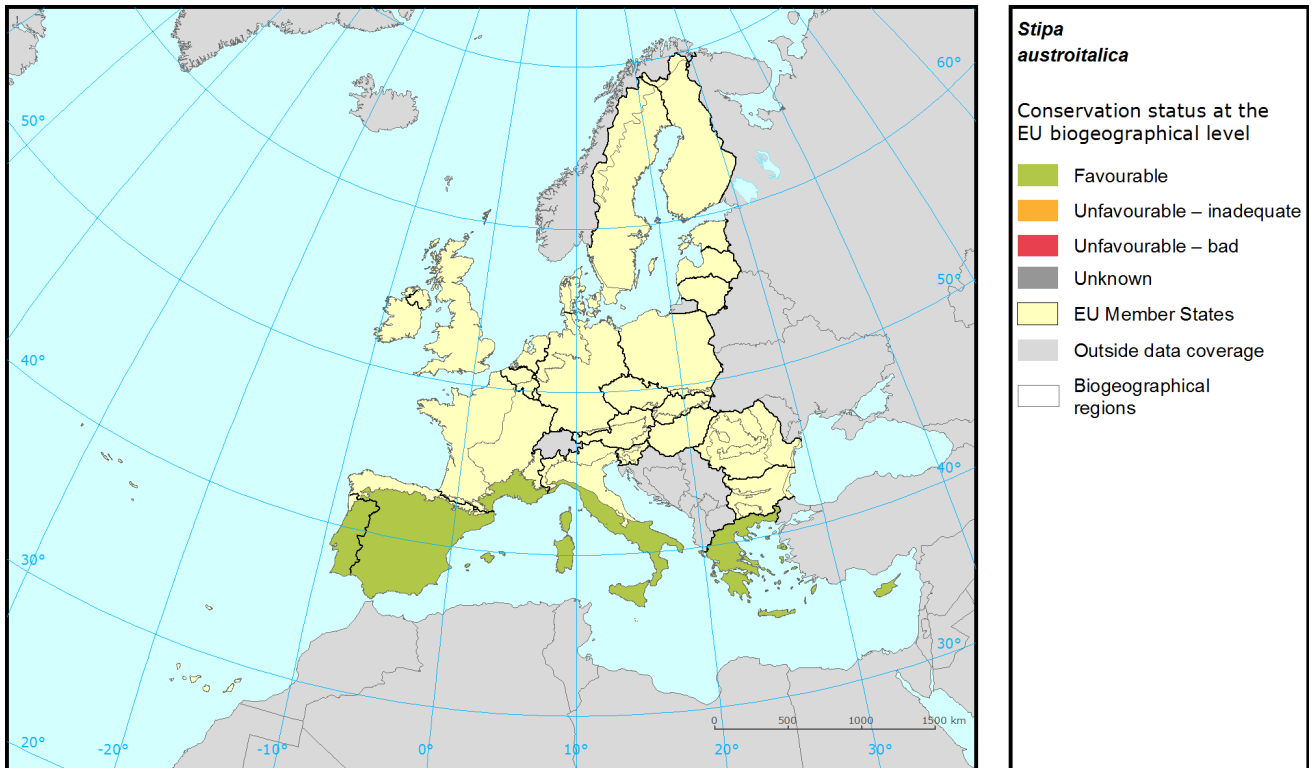 Stipa
austroitalica
Conservation status at the
EU biogeographical level
Favourable
Unfavourable – inadequate
Unfavourable – bad
Unknown
EU Member States
Outside data coverage
Biogeographical
regions
60°
50°
50°
40°
40°
30°
30°
0 500 1000 1500 km
20° -20° -10° 0° 10° 20° 30°